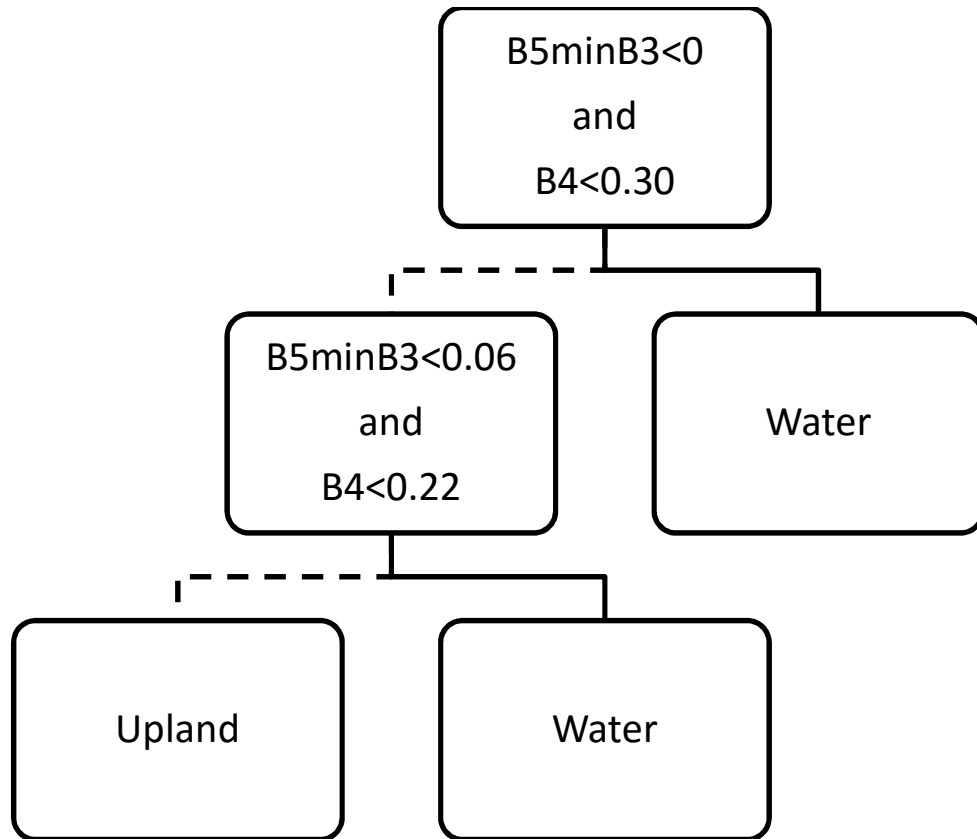 B5minB3<0
and
B4<0.30
B5minB3<0.06
and
B4<0.22
Water
Upland
Water